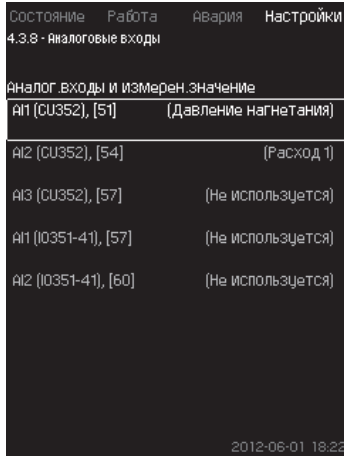 Состояние Работа Авария Настройки
4.3.8 - Аналоговые входы
Аналог.входы и измерен.значение
AI1 (CU352), [51] (Давление нагнетания)
AI2 (CU352), [54] (Расход 1)
AI3 (CU352), [57] (Не используется)
AI1 (IO351-41), [57] (Не используется)
AI2 (IO351-41), [60] (Не используется)
2012-06-01 18:22